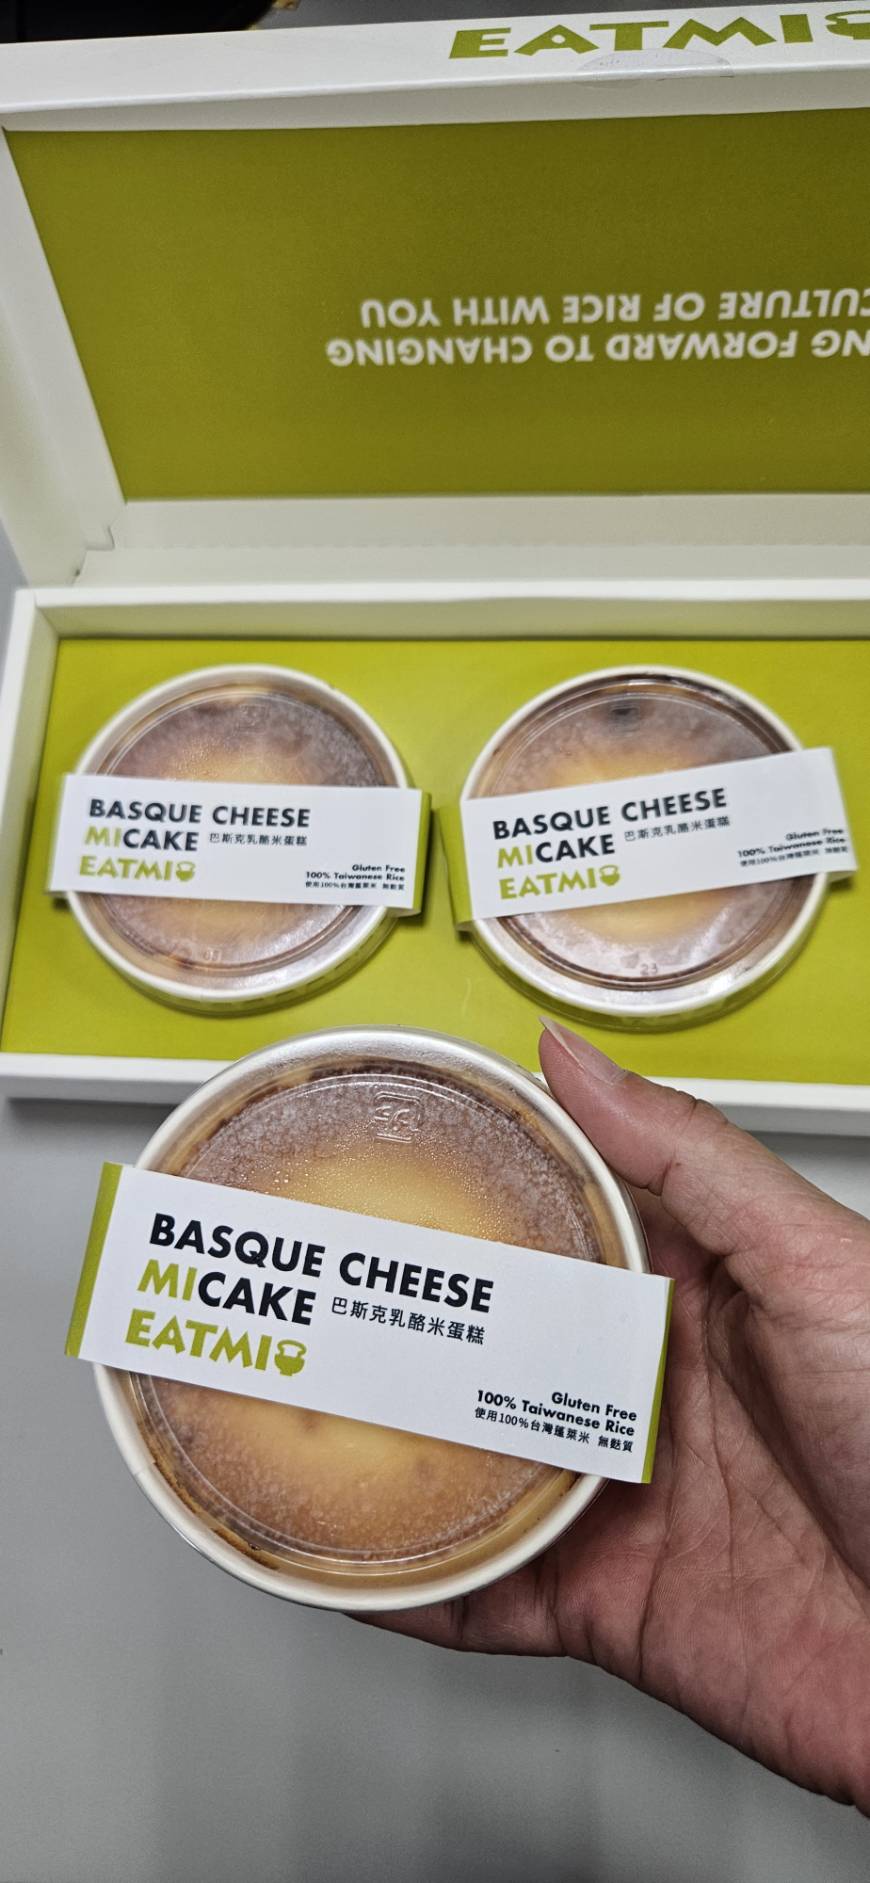 EATMI
NG FORWARD TO CHANGING
CULTURE OF RICE WITH YOU
BASQUE CHEESE
MICAKE 巴斯克乳酪米蛋糕
EATMI
Gluten Free
100% Taiwanese Rice
使用100%台灣蓬萊米 無麩質
BASQUE CHEESE
MICAKE 巴斯克乳酪米蛋糕
EATMI
Gluten Free
100% Taiwanese Rice
使用100%台灣蓬萊米 無麩質
23
BASQUE CHEESE
MICAKE 巴斯克乳酪米蛋糕
EATMI
Gluten Free
100% Taiwanese Rice
使用100%台灣蓬萊米 無麩質